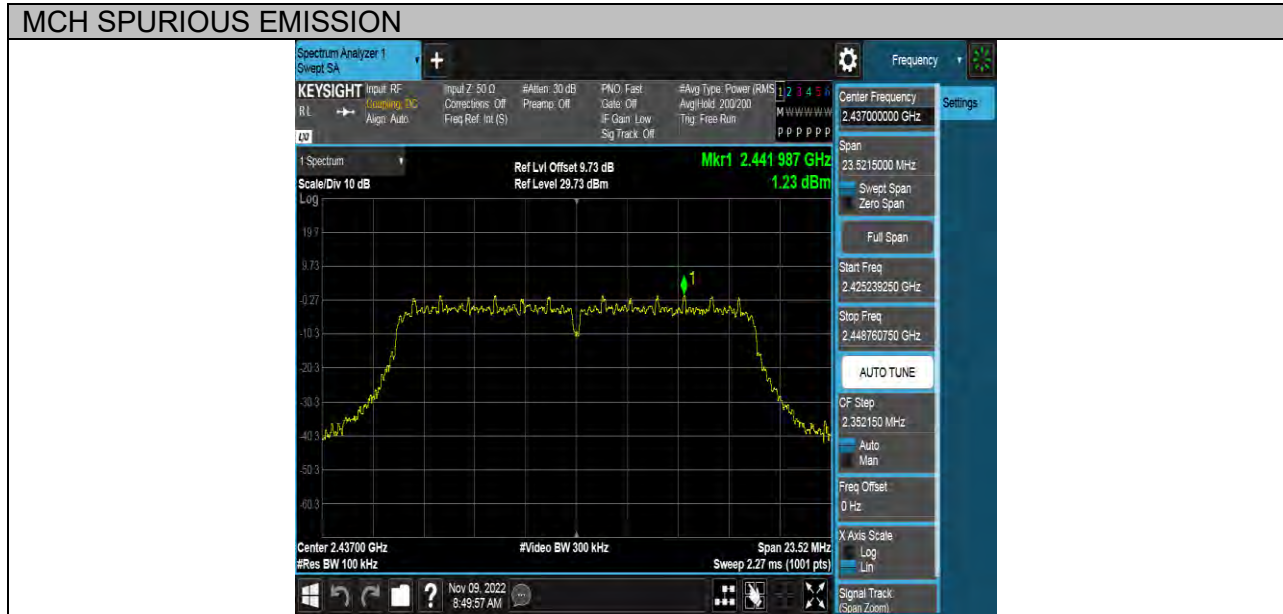 MCH SPURIOUS EMISSION
Spectrum Analyzer 1
Swept SA
+
Frequency
KEYSIGHT
Input: RF
Coupling: DC
Align: Auto
RL
LXI
Input Z: 50 Ω
Corrections: Off
Freq Ref: Int (S)
#Atten: 30 dB
Preamp: Off
PNO: Fast
Gate: Off
IF Gain: Low
Sig Track: Off
#Avg Type: Power (RMS
Avg|Hold: 200/200
Trig: Free Run
1 2 3 4 5 6
M W W W W W
P P P P P P
Center Frequency
2.437000000 GHz
Settings
Span
23.5215000 MHz
Swept Span
Zero Span
Full Span
Start Freq
2.425239250 GHz
Stop Freq
2.448760750 GHz
AUTO TUNE
CF Step
2.352150 MHz
Auto
Man
Freq Offset
0 Hz
X Axis Scale
Log
Lin
Signal Track
(Span Zoom)
1 Spectrum
Scale/Div 10 dB
Ref Lvl Offset 9.73 dB
Ref Level 29.73 dBm
Mkr1 2.441 987 GHz
1.23 dBm
Log
19.7
9.73
-0.27
-10.3
-20.3
-30.3
-40.3
-50.3
-60.3
1
Center 2.43700 GHz
#Video BW 300 kHz
Span 23.52 MHz
#Res BW 100 kHz
Sweep 2.27 ms (1001 pts)
?
Nov 09, 2022
8:49:57 AM